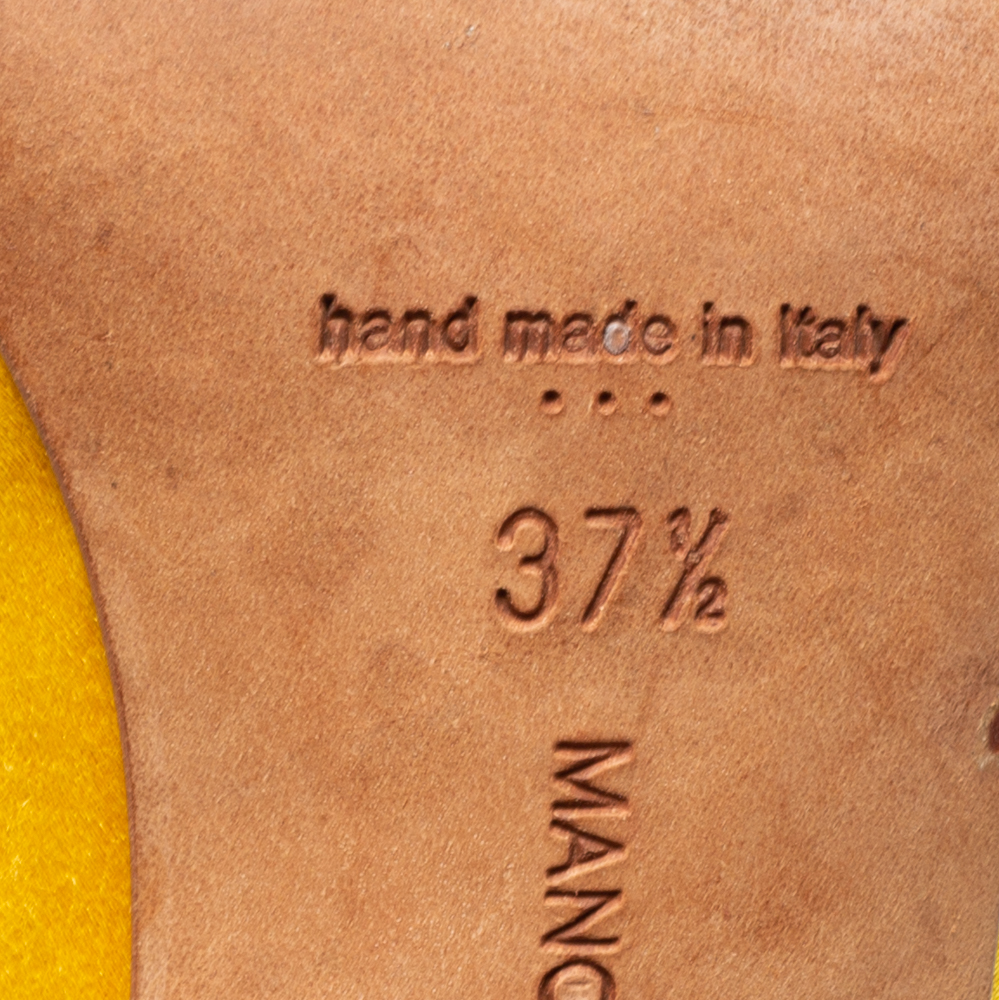 hand made in Italy
• • •
37½
MANO